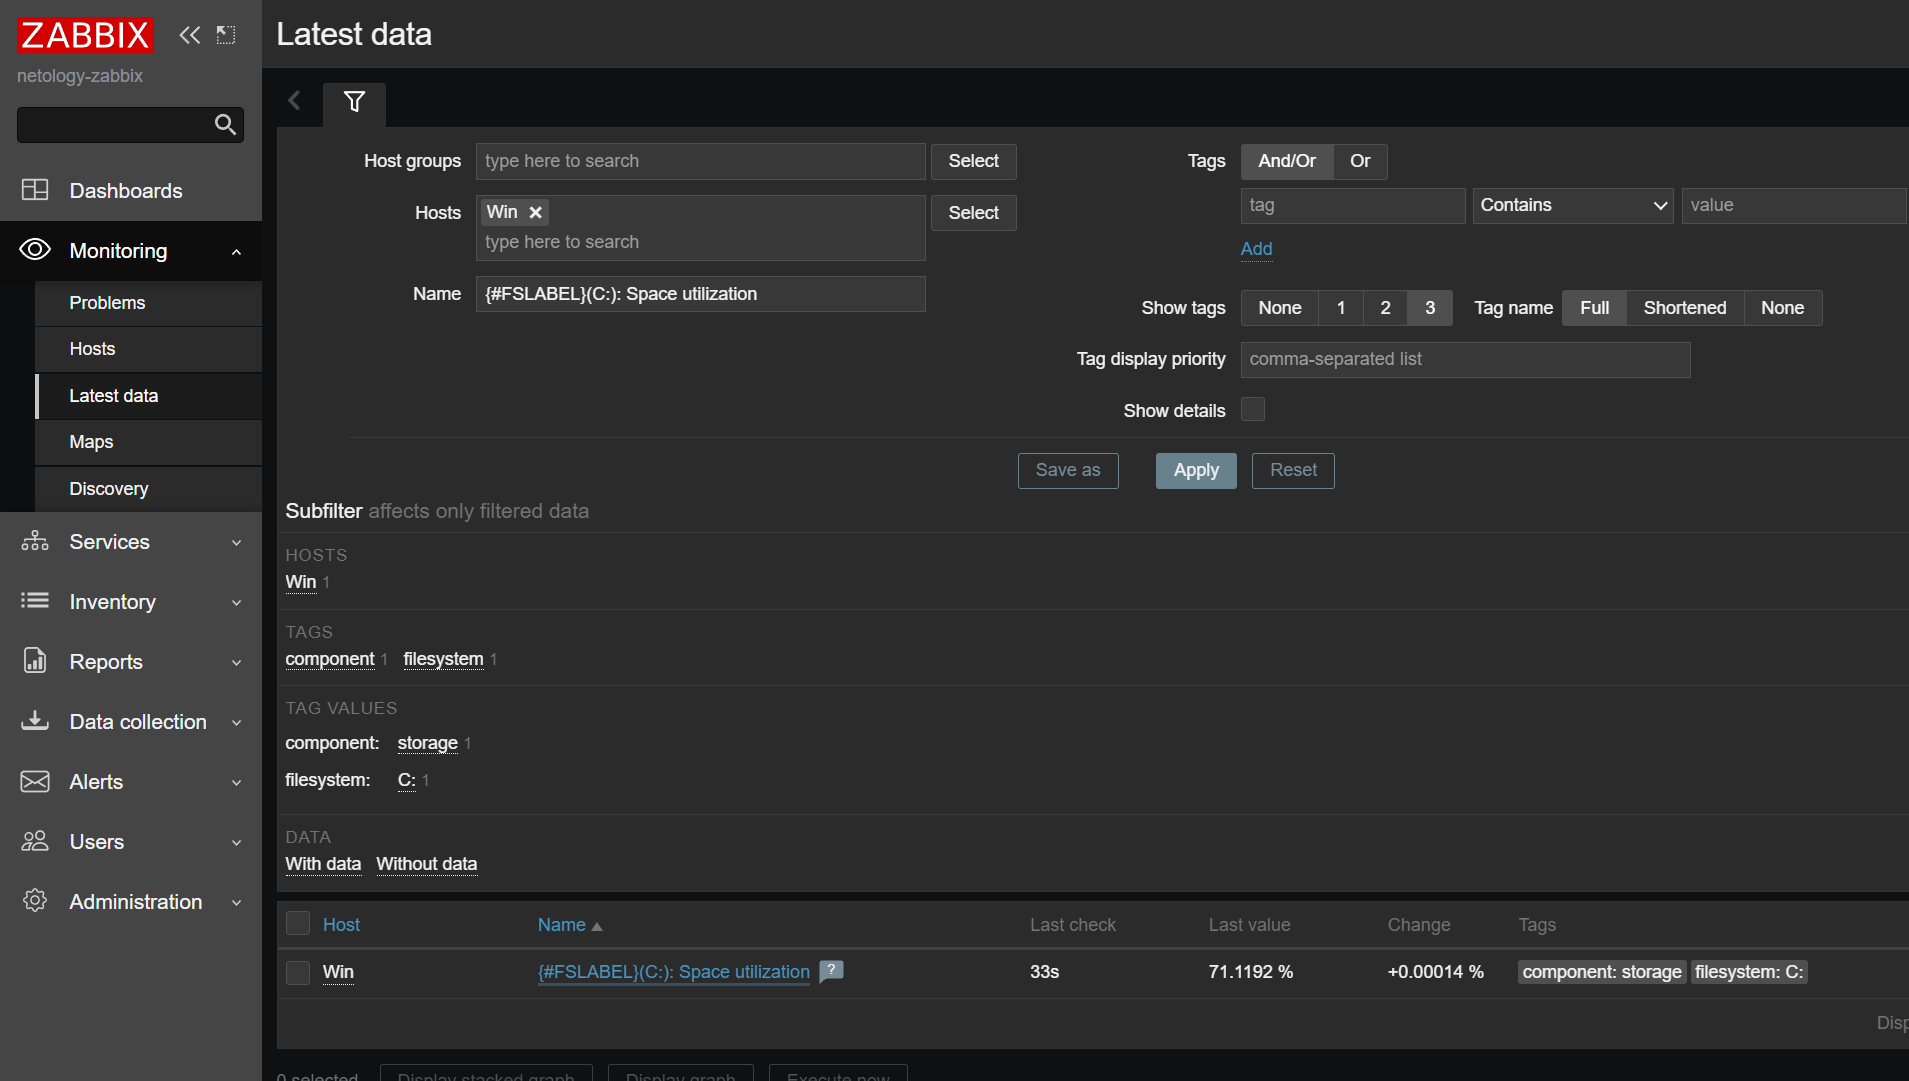 ZABBIX
netology-zabbix
Dashboards
Monitoring
Problems
Hosts
Latest data
Maps
Discovery
Services
Inventory
Reports
Data collection
Alerts
Users
Administration
Latest data
Host groups type here to search Select
Hosts Win Select
type here to search
Name {#FSLABEL}(C:): Space utilization
Tags And/Or Or
tag Contains value
Add
Show tags None 1 2 3 Tag name Full Shortened None
Tag display priority comma-separated list
Show details
Save as Apply Reset
Subfilter affects only filtered data
HOSTS
Win 1
TAGS
component 1 filesystem 1
TAG VALUES
component: storage 1
filesystem: C: 1
DATA
With data Without data
Host Name Last check Last value Change Tags
Win {#FSLABEL}(C:): Space utilization ? 33s 71.1192 % +0.00014 % component: storage filesystem: C:
Disp
0 selected Display stacked graph Display graph Execute now